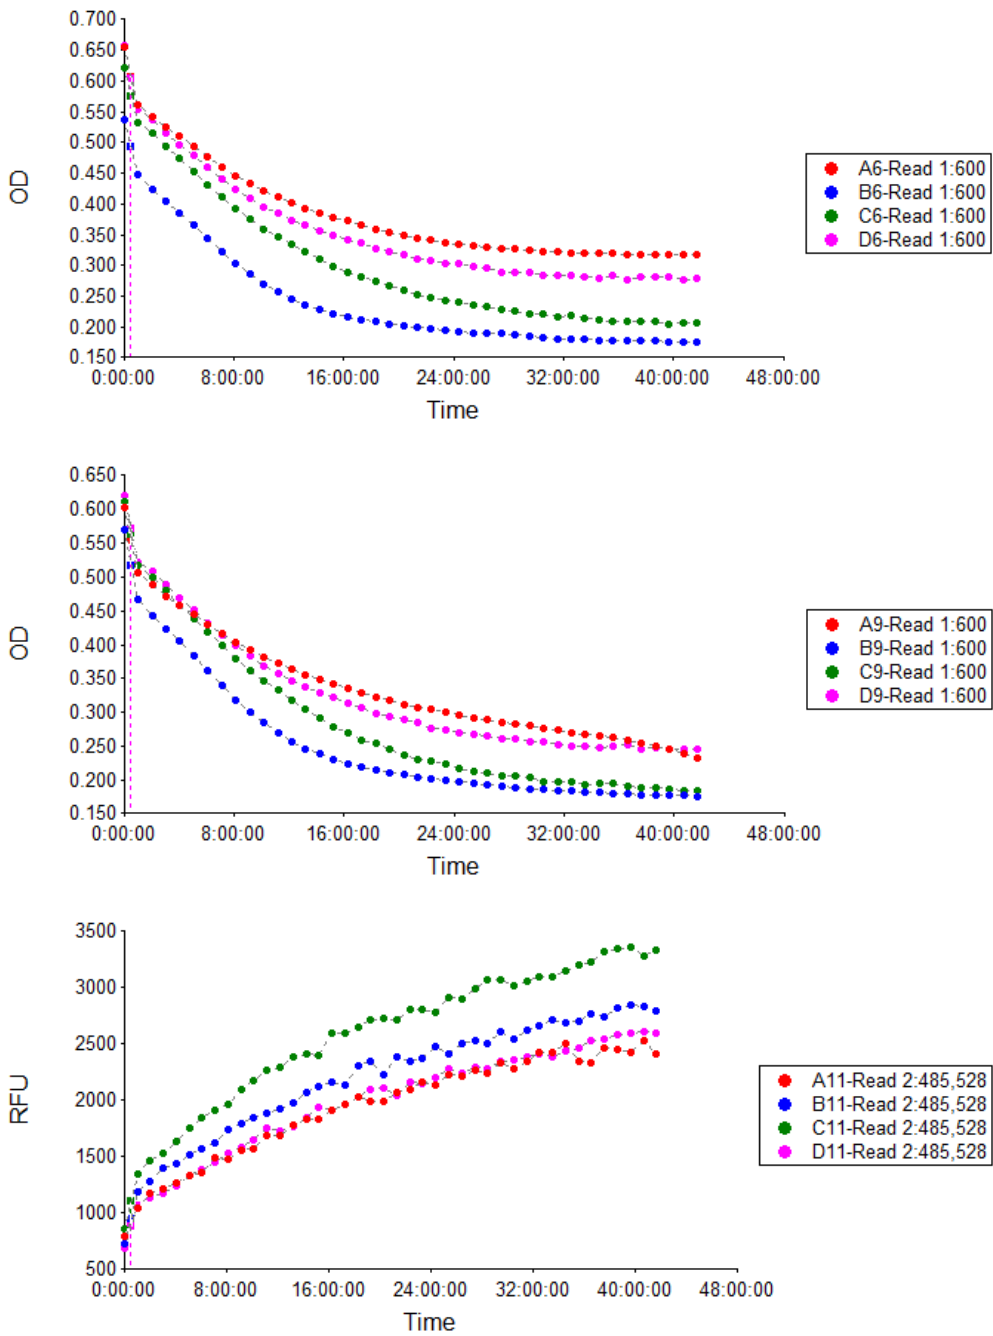 0.700
0.650
0.600
0.550
0.500
0.450
0.400
0.350
0.300
0.250
0.200
0.150
OD
0:00:00 8:00:00 16:00:00 24:00:00 32:00:00 40:00:00 48:00:00
Time
A6-Read 1:600
B6-Read 1:600
C6-Read 1:600
D6-Read 1:600
0.650
0.600
0.550
0.500
0.450
0.400
0.350
0.300
0.250
0.200
0.150
OD
0:00:00 8:00:00 16:00:00 24:00:00 32:00:00 40:00:00 48:00:00
Time
A9-Read 1:600
B9-Read 1:600
C9-Read 1:600
D9-Read 1:600
3500
3000
2500
2000
1500
1000
500
RFU
0:00:00 8:00:00 16:00:00 24:00:00 32:00:00 40:00:00 48:00:00
Time
A11-Read 2:485,528
B11-Read 2:485,528
C11-Read 2:485,528
D11-Read 2:485,528